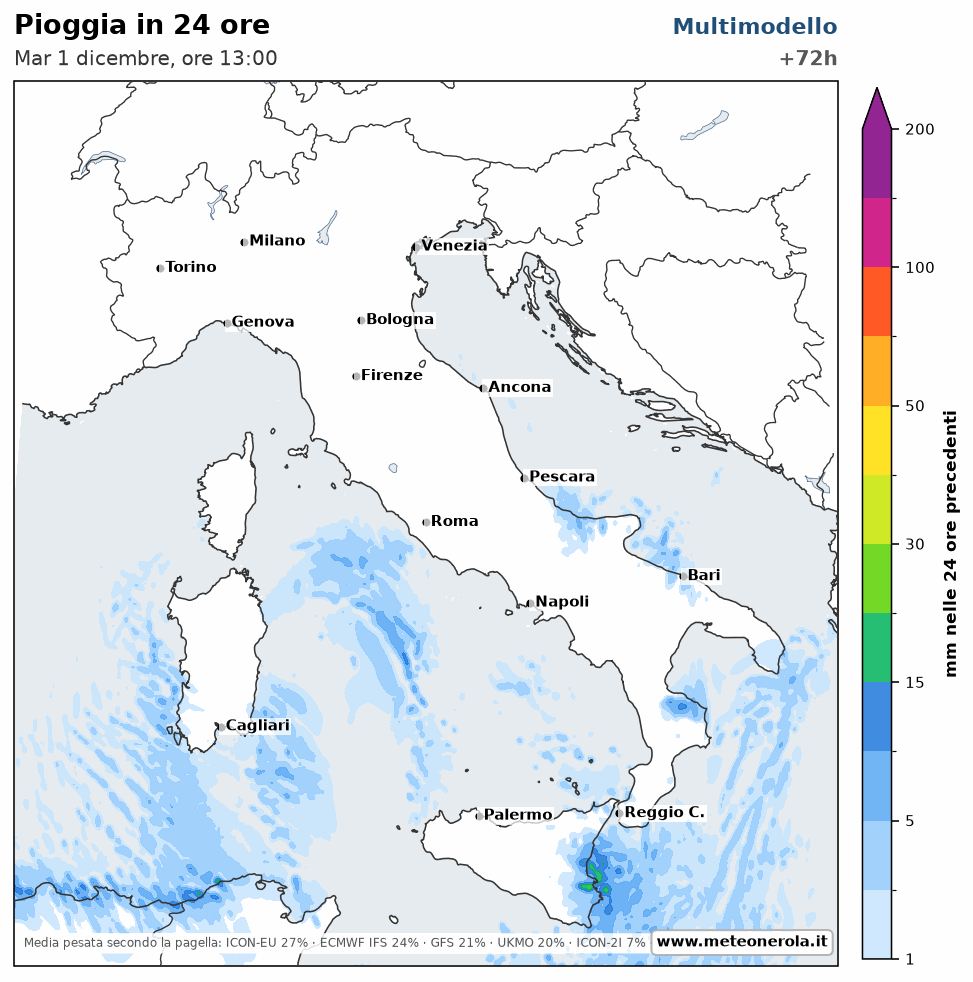 Pioggia in 24 ore
Multimodello
Mar 1 dicembre, ore 13:00
+72h
200
Milano
Venezia
Torino
100
Genova
Bologna
Firenze
Ancona
50
Pescara
Roma
30
Bari
Napoli
15
Cagliari
Palermo
Reggio C.
5
1
mm nelle 24 ore precedenti
Media pesata secondo la pagella: ICON-EU 27% · ECMWF IFS 24% · GFS 21% · UKMO 20% · ICON-2I 7%
www.meteonerola.it